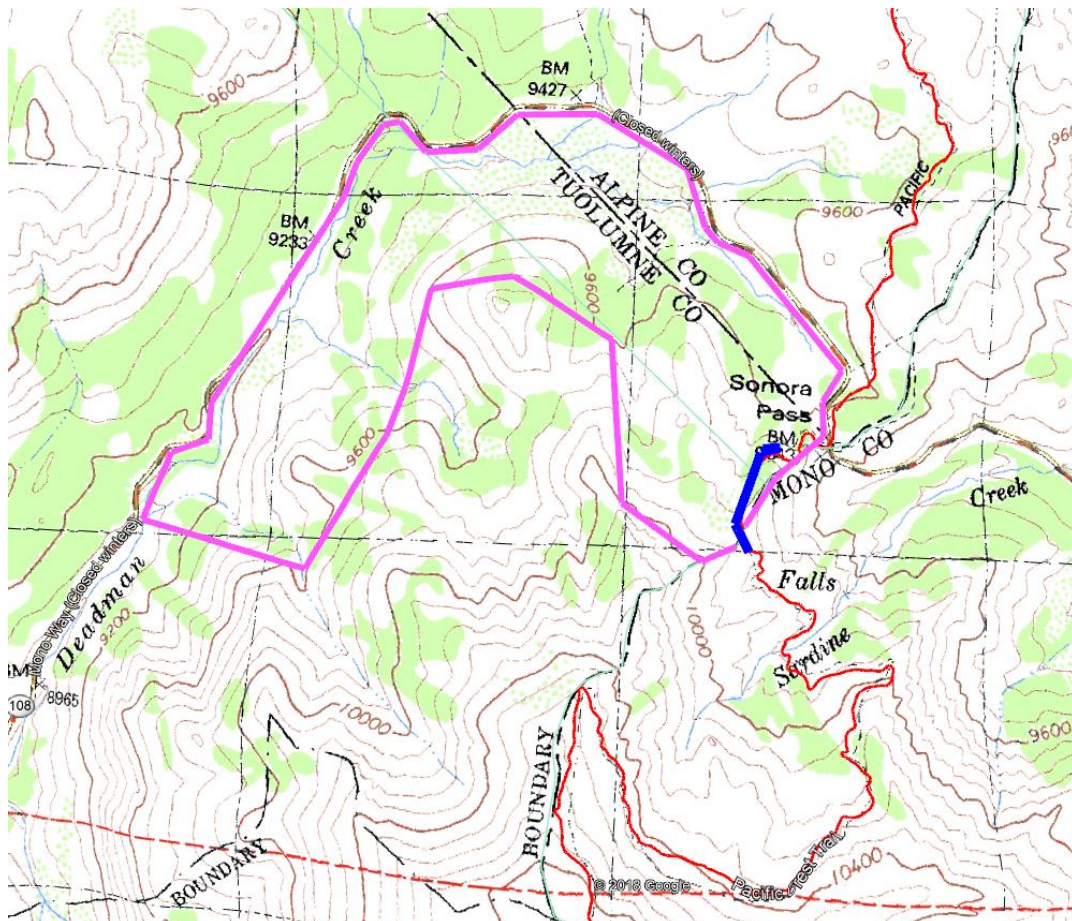 BM
9427
9600
(Closed winters)
PACIFIC
9600
ALPINE CO
TUOLUMNE CO
BM
9233
Creek
9600
Sonora
Pass
BM
MONO CO
Creek
9600
Mono Way (Closed winters)
Deadman
9200
BM
8965
108
Falls
10000
Sardine
10000
9600
BOUNDARY
BOUNDARY
Pacific Crest Trail
10400
© 2018 Google